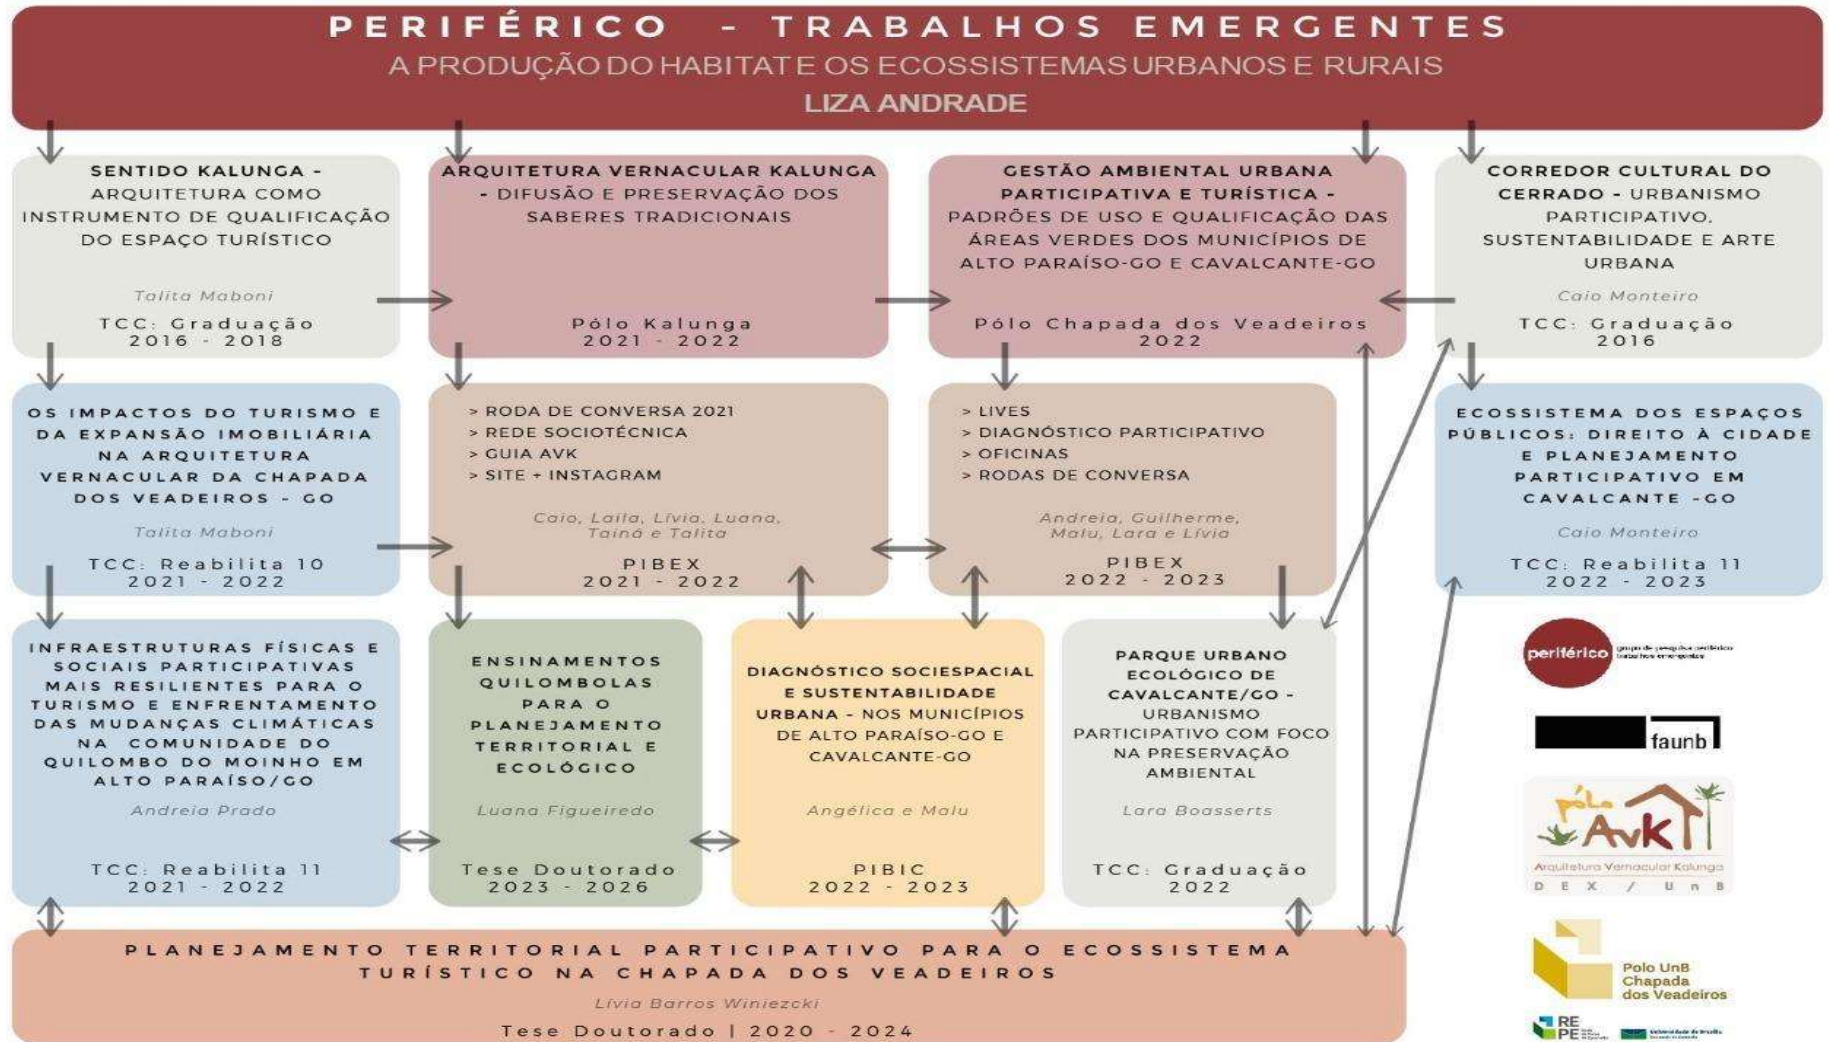 PERIFÉRICO - TRABALHOS EMERGENTES
A PRODUÇÃO DO HABITAT E OS ECOSSISTEMAS URBANOS E RURAIS
LIZA ANDRADE
SENTIDO KALUNGA -
ARQUITETURA COMO
INSTRUMENTO DE QUALIFICAÇÃO
DO ESPAÇO TURÍSTICO
Talita Maboni
TCC: Graduação
2016 - 2018
ARQUITETURA VERNACULAR KALUNGA
- DIFUSÃO E PRESERVAÇÃO DOS
SABERES TRADICIONAIS
Pólo Kalunga
2021 - 2022
GESTÃO AMBIENTAL URBANA
PARTICIPATIVA E TURÍSTICA -
PADRÕES DE USO E QUALIFICAÇÃO DAS
ÁREAS VERDES DOS MUNICÍPIOS DE
ALTO PARAÍSO-GO E CAVALCANTE-GO
Pólo Chapada dos Veadeiros
2022
CORREDOR CULTURAL DO
CERRADO - URBANISMO
PARTICIPATIVO,
SUSTENTABILIDADE E ARTE
URBANA
Caio Monteiro
TCC: Graduação
2016
OS IMPACTOS DO TURISMO E
DA EXPANSÃO IMOBILIÁRIA
NA ARQUITETURA
VERNACULAR DA CHAPADA
DOS VEADEIROS - GO
Talita Maboni
TCC: Reabilita 10
2021 - 2022
> RODA DE CONVERSA 2021
> REDE SOCIOTÉCNICA
> GUIA AVK
> SITE + INSTAGRAM
Caio, Laila, Lívia, Luana,
Tainá e Talita
PIBEX
2021 - 2022
> LIVES
> DIAGNÓSTICO PARTICIPATIVO
> OFICINAS
> RODAS DE CONVERSA
Andreia, Guilherme,
Malu, Lara e Lívia
PIBEX
2022 - 2023
ECOSSISTEMA DOS ESPAÇOS
PÚBLICOS: DIREITO À CIDADE
E PLANEJAMENTO
PARTICIPATIVO EM
CAVALCANTE -GO
Caio Monteiro
TCC: Reabilita 11
2022 - 2023
INFRAESTRUTURAS FÍSICAS E
SOCIAIS PARTICIPATIVAS
MAIS RESILIENTES PARA O
TURISMO E ENFRENTAMENTO
DAS MUDANÇAS CLIMÁTICAS
NA COMUNIDADE DO
QUILOMBO DO MOINHO EM
ALTO PARAÍSO/GO
Andreia Prado
TCC: Reabilita 11
2021 - 2022
ENSINAMENTOS
QUILOMBOLAS
PARA O
PLANEJAMENTO
TERRITORIAL E
ECOLÓGICO
Luana Figueiredo
Tese Doutorado
2023 - 2026
DIAGNÓSTICO SOCIESPACIAL
E SUSTENTABILIDADE
URBANA - NOS MUNICÍPIOS
DE ALTO PARAÍSO-GO E
CAVALCANTE-GO
Angélica e Malu
PIBIC
2022 - 2023
PARQUE URBANO
ECOLÓGICO DE
CAVALCANTE/GO -
URBANISMO
PARTICIPATIVO COM FOCO
NA PRESERVAÇÃO
AMBIENTAL
Lara Boasserts
TCC: Graduação
2022
PLANEJAMENTO TERRITORIAL PARTICIPATIVO PARA O ECOSSISTEMA
TURÍSTICO NA CHAPADA DOS VEADEIROS
Lívia Barros Winiezcki
Tese Doutorado | 2020 - 2024
periférico
grupo de pesquisa periférico
trabalhos emergentes
faunb
pólo
AvK
Arquitetura Vernacular Kalunga
DEX / UnB
Polo UnB
Chapada
dos Veadeiros
RE
PE
Universidade de Brasília